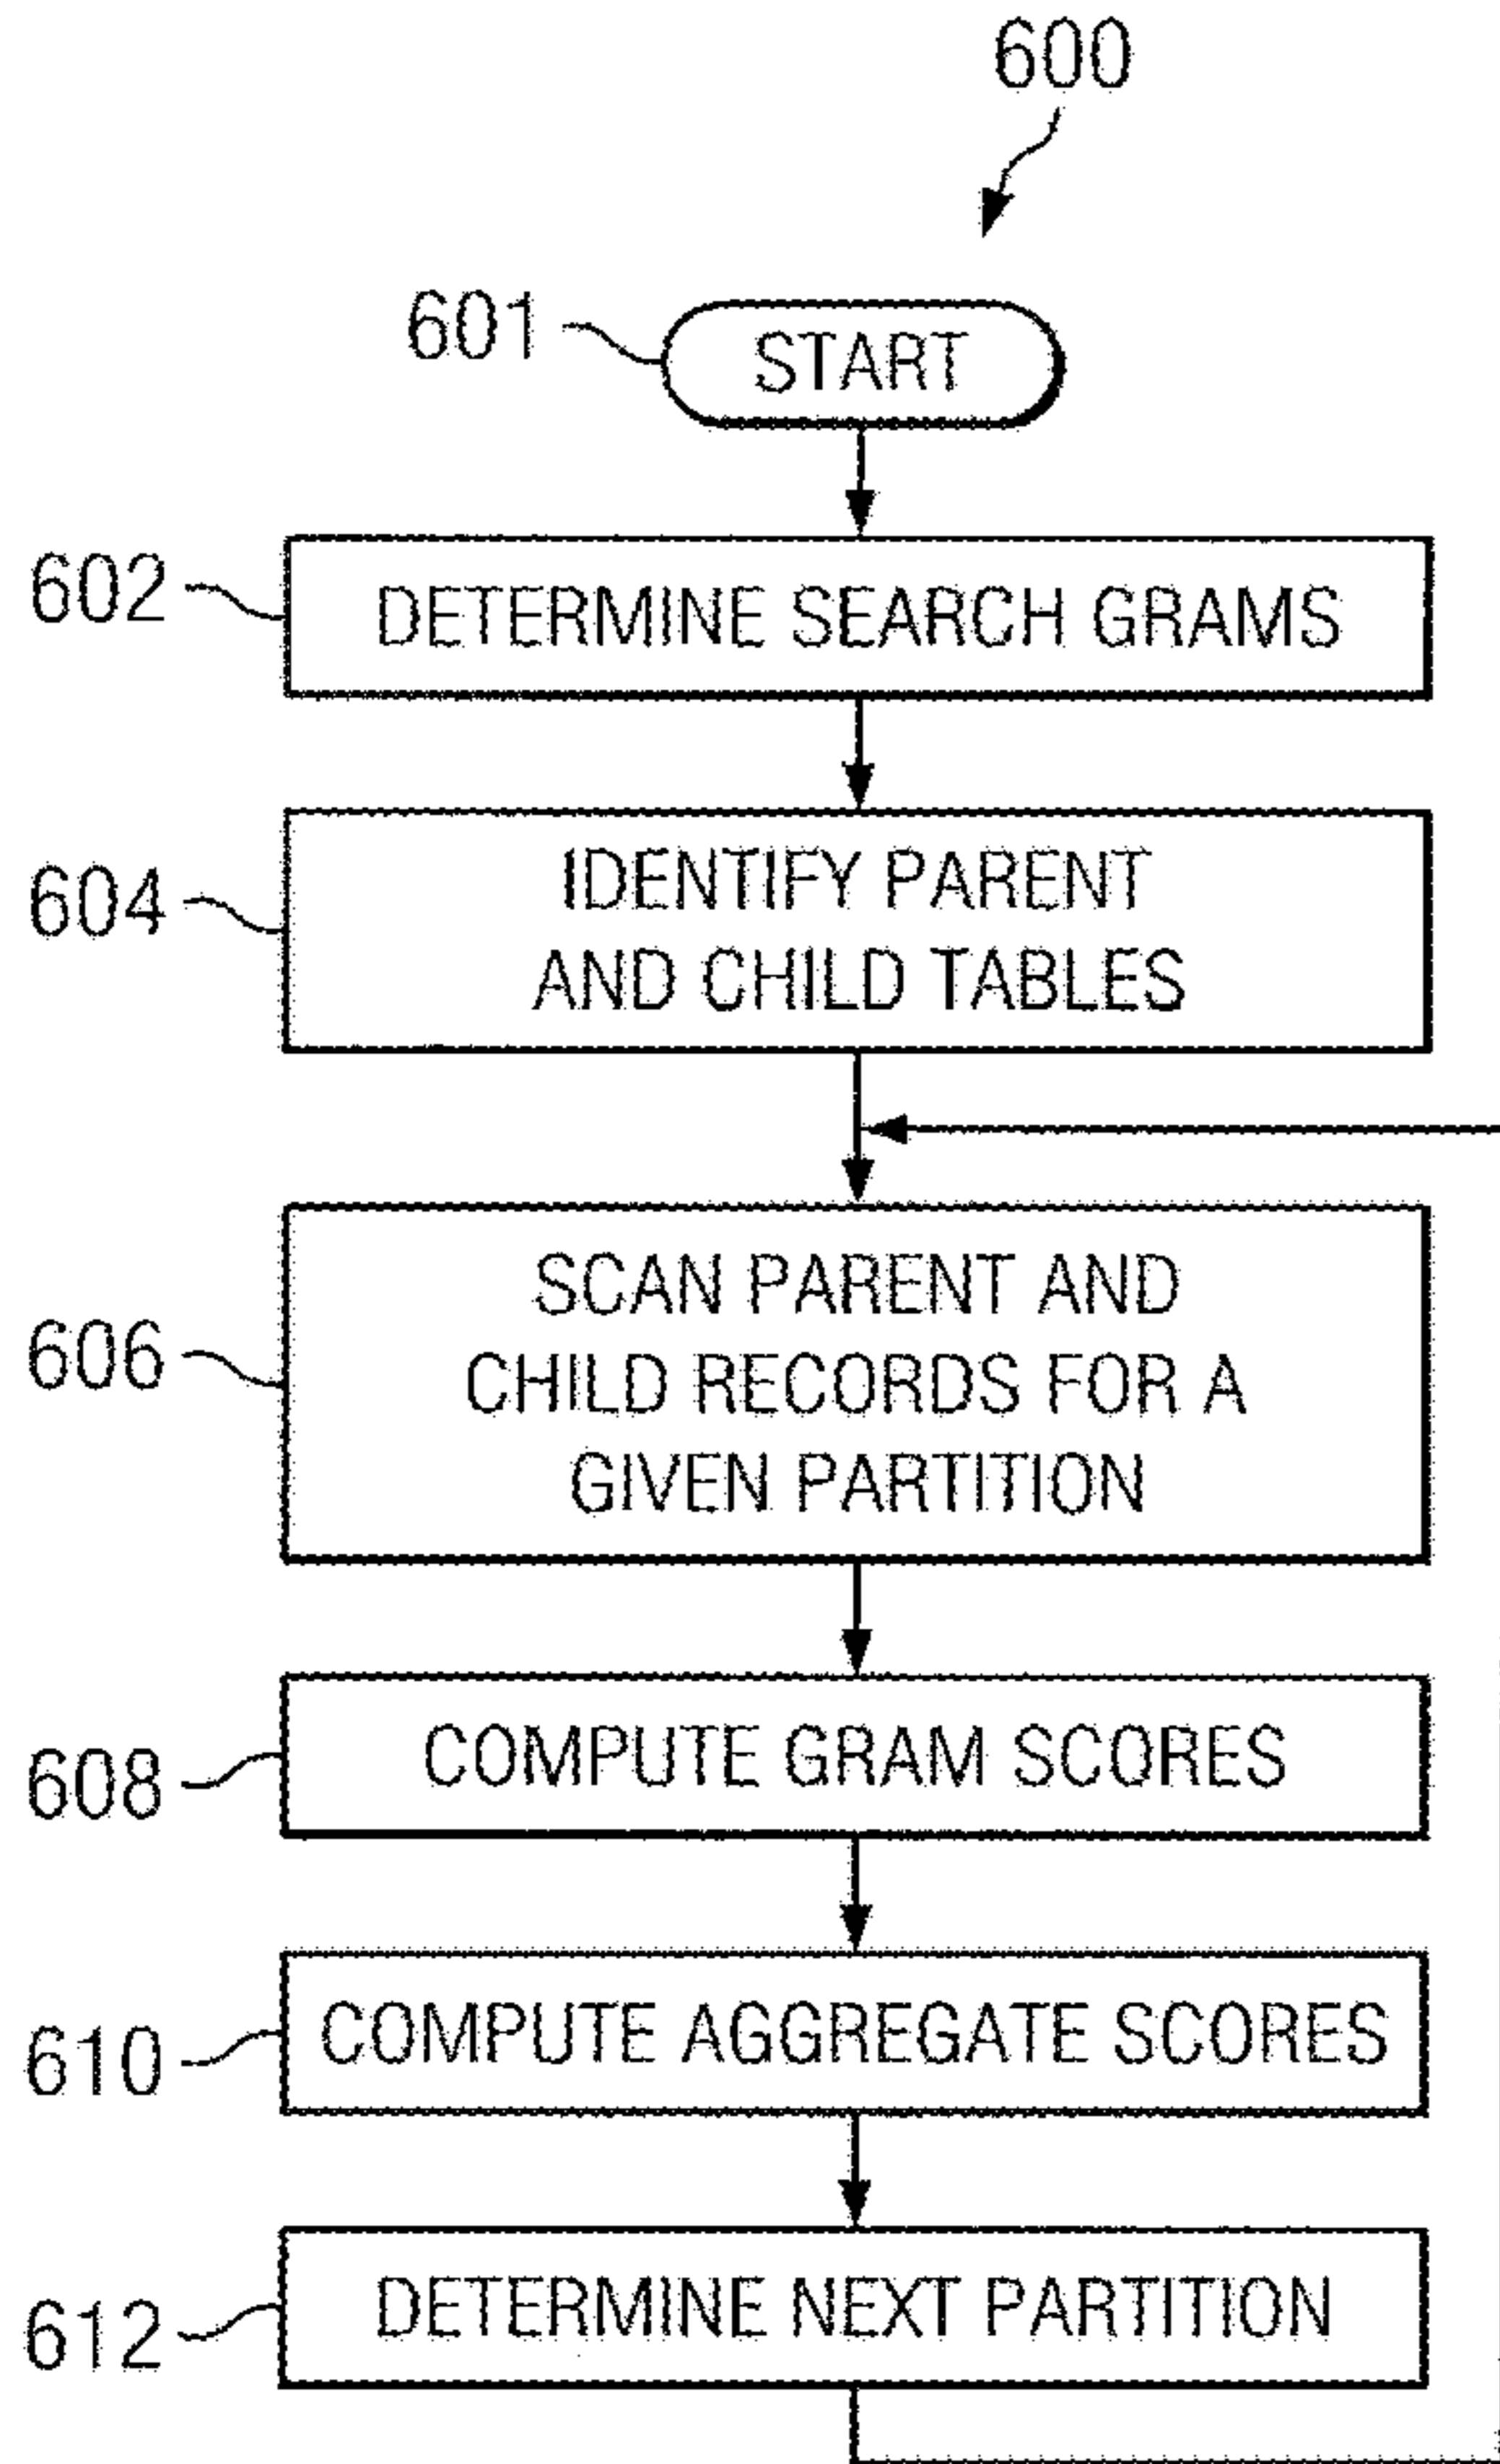 600
601
START
602
DETERMINE SEARCH GRAMS
604
IDENTIFY PARENT
AND CHILD TABLES
606
SCAN PARENT AND
CHILD RECORDS FOR A
GIVEN PARTITION
608
COMPUTE GRAM SCORES
610
COMPUTE AGGREGATE SCORES
612
DETERMINE NEXT PARTITION